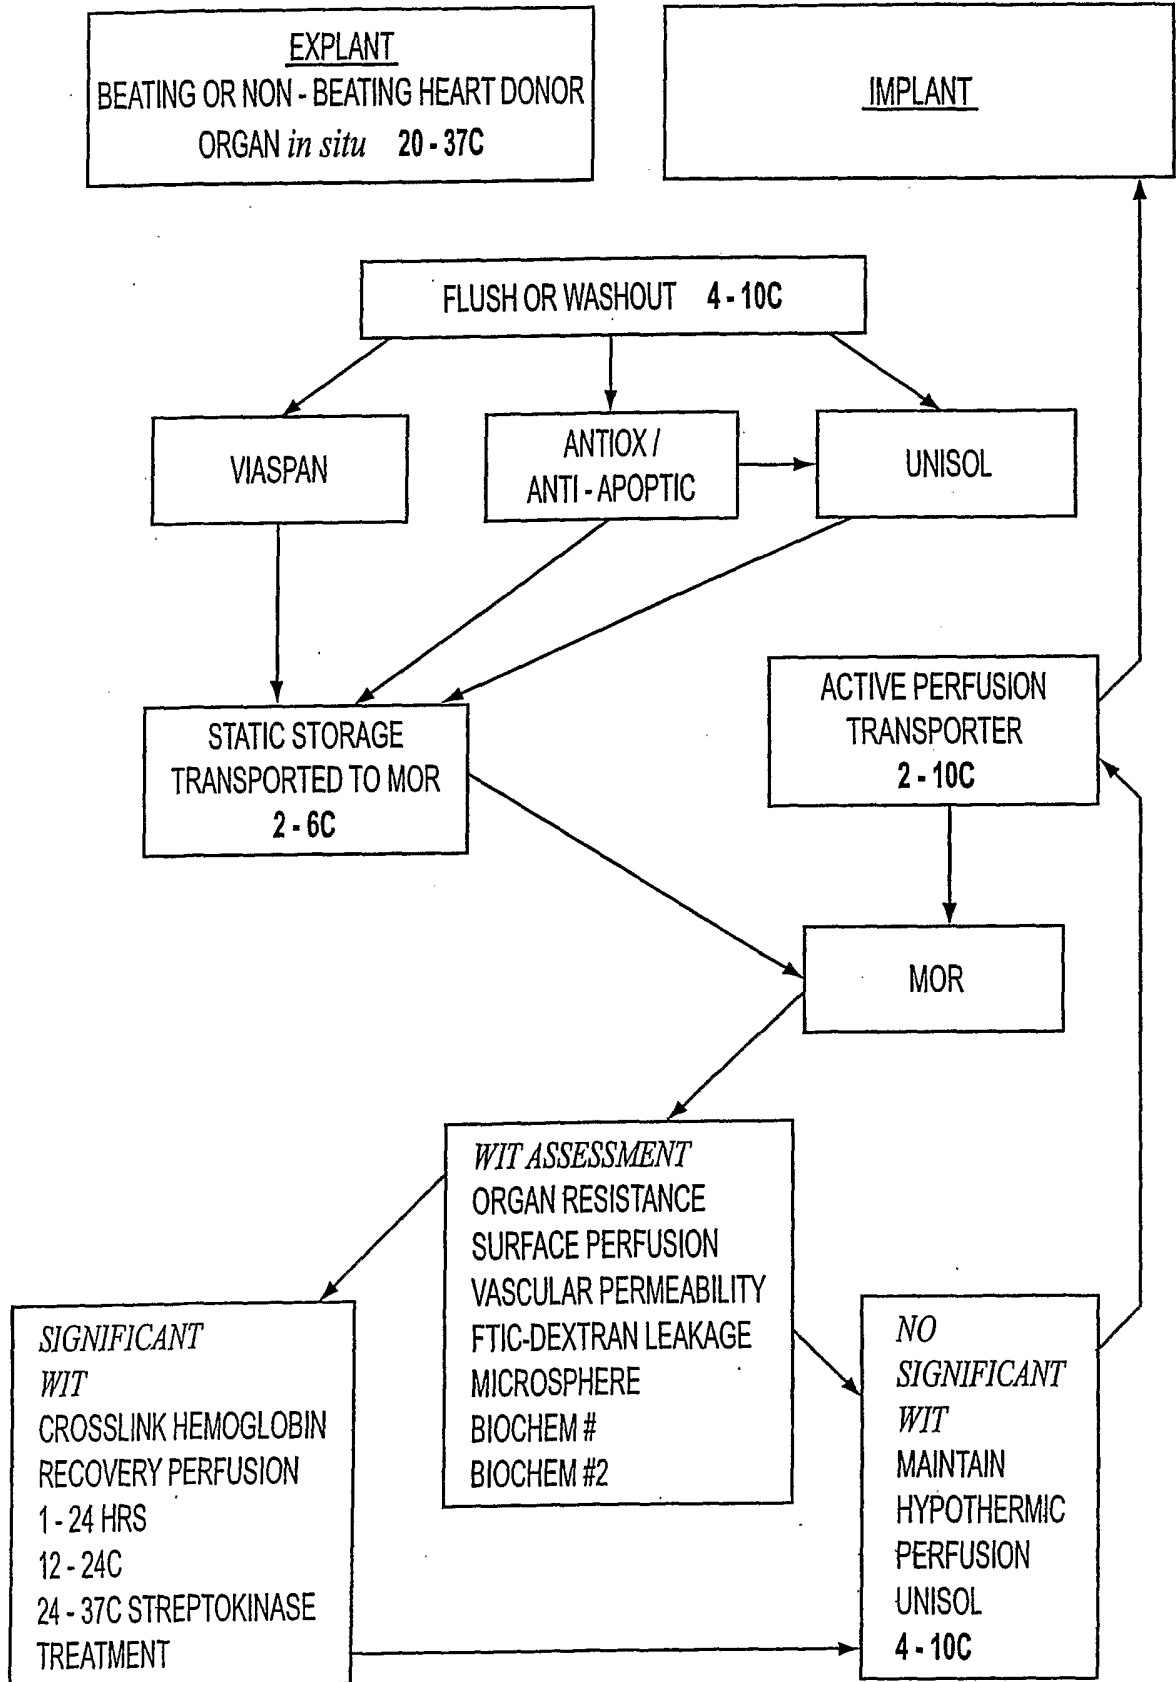 EXPLANT
BEATING OR NON - BEATING HEART DONOR
ORGAN in situ 20 - 37C
IMPLANT
FLUSH OR WASHOUT 4 - 10C
VIASPAN
ANTIOX /
ANTI - APOPTIC
UNISOL
STATIC STORAGE
TRANSPORTED TO MOR
2 - 6C
ACTIVE PERFUSION
TRANSPORTER
2 - 10C
MOR
WIT ASSESSMENT
ORGAN RESISTANCE
SURFACE PERFUSION
VASCULAR PERMEABILITY
FTIC-DEXTRAN LEAKAGE
MICROSPHERE
BIOCHEM #
BIOCHEM #2
SIGNIFICANT
WIT
CROSSLINK HEMOGLOBIN
RECOVERY PERFUSION
1 - 24 HRS
12 - 24C
24 - 37C STREPTOKINASE
TREATMENT
NO
SIGNIFICANT
WIT
MAINTAIN
HYPOTHERMIC
PERFUSION
UNISOL
4 - 10C